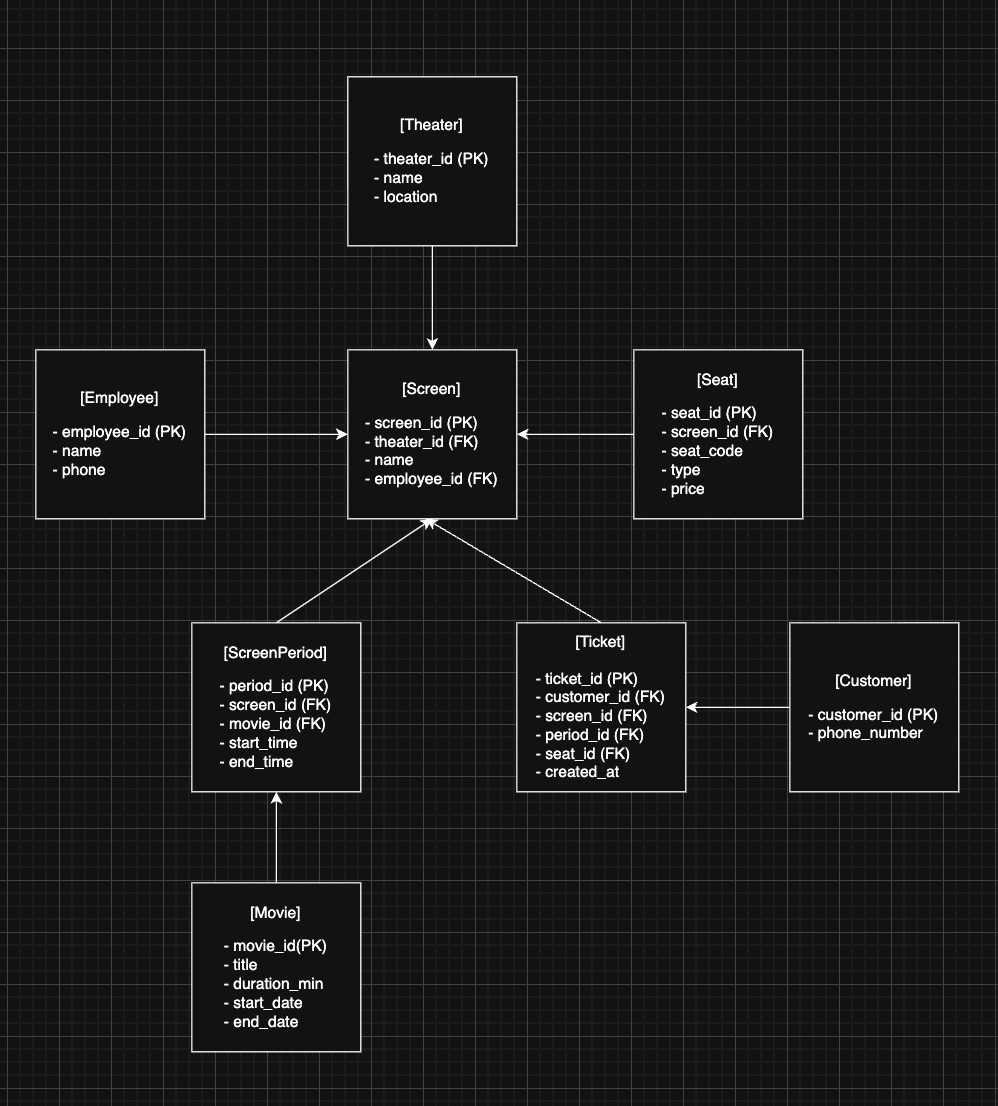 [Theater]
- theater_id (PK)
- name
- location
[Employee]
- employee_id (PK)
- name
- phone
[Screen]
- screen_id (PK)
- theater_id (FK)
- name
- employee_id (FK)
[Seat]
- seat_id (PK)
- screen_id (FK)
- seat_code
- type
- price
[ScreenPeriod]
- period_id (PK)
- screen_id (FK)
- movie_id (FK)
- start_time
- end_time
[Ticket]
- ticket_id (PK)
- customer_id (FK)
- screen_id (FK)
- period_id (FK)
- seat_id (FK)
- created_at
[Customer]
- customer_id (PK)
- phone_number
[Movie]
- movie_id(PK)
- title
- duration_min
- start_date
- end_date